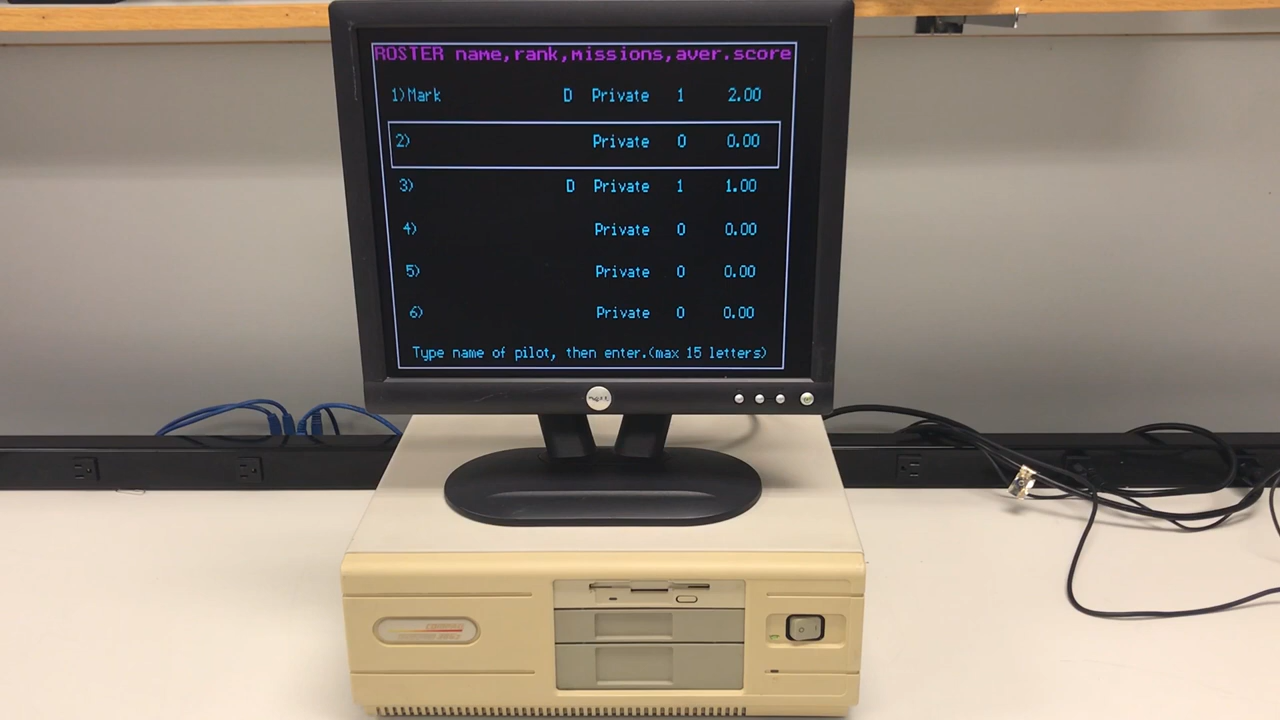 ROSTER name,rank,missions,aver.score
1)Mark D Private 1 2.00
2) Private 0 0.00
3) D Private 1 1.00
4) Private 0 0.00
5) Private 0 0.00
6) Private 0 0.00
Type name of pilot, then enter.(max 15 letters)
COMPAQ